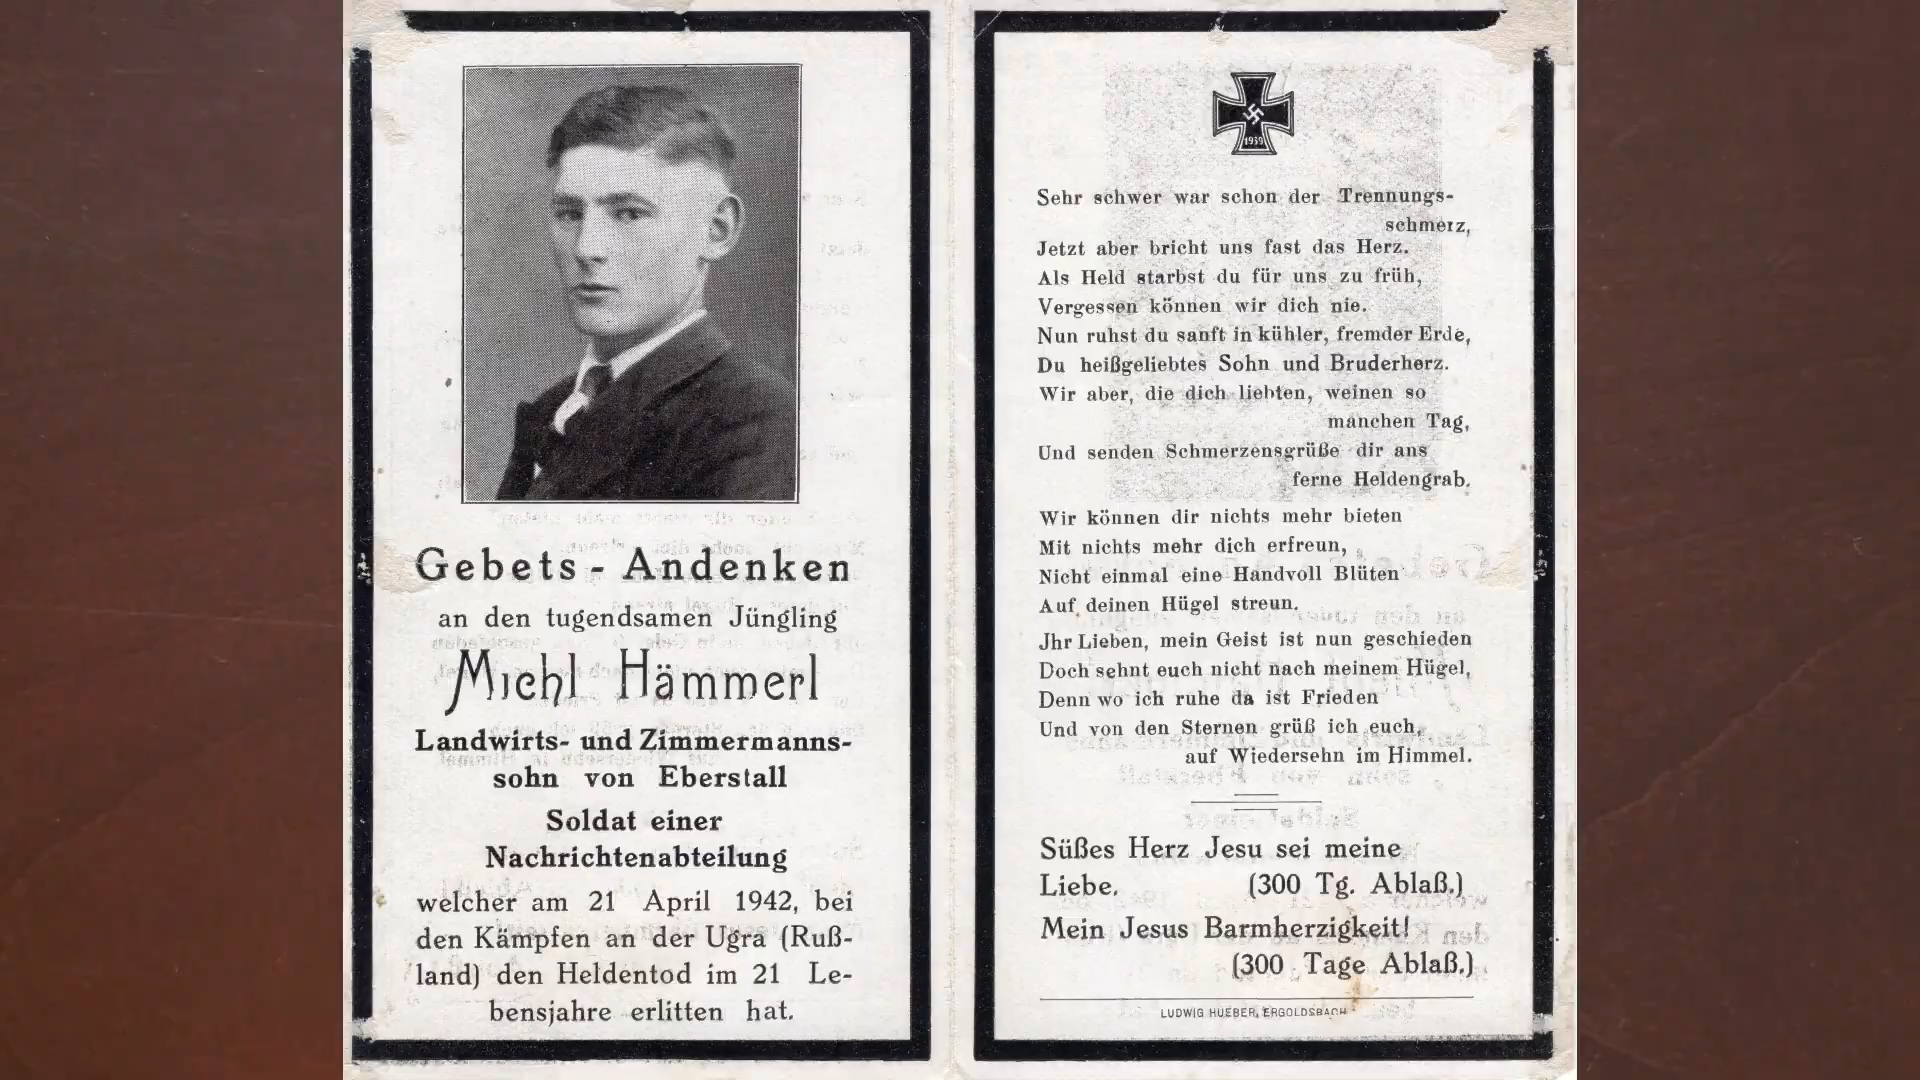 Gebets - Andenken
an den tugendsamen Jüngling
Michl Hämmerl
Landwirts- und Zimmermanns-
sohn von Eberstall
Soldat einer
Nachrichtenabteilung
welcher am 21 April 1942, bei
den Kämpfen an der Ugra (Ruß-
land) den Heldentod im 21 Le-
bensjahre erlitten hat.
1939
Sehr schwer war schon der Trennungs-
schmerz,
Jetzt aber bricht uns fast das Herz.
Als Held starbst du für uns zu früh,
Vergessen können wir dich nie.
Nun ruhst du sanft in kühler, fremder Erde,
Du heißgeliebtes Sohn und Bruderherz.
Wir aber, die dich liebten, weinen so
manchen Tag,
Und senden Schmerzensgrüße dir ans
ferne Heldengrab.
Wir können dir nichts mehr bieten
Mit nichts mehr dich erfreun,
Nicht einmal eine Handvoll Blüten
Auf deinen Hügel streun.
Jhr Lieben, mein Geist ist nun geschieden
Doch sehnt euch nicht nach meinem Hügel,
Denn wo ich ruhe da ist Frieden
Und von den Sternen grüß ich euch,
auf Wiedersehn im Himmel.
Süßes Herz Jesu sei meine
Liebe. (300 Tg. Ablaß.)
Mein Jesus Barmherzigkeit!
(300 Tage Ablaß.)
LUDWIG HUEBER, ERGOLDSBACH